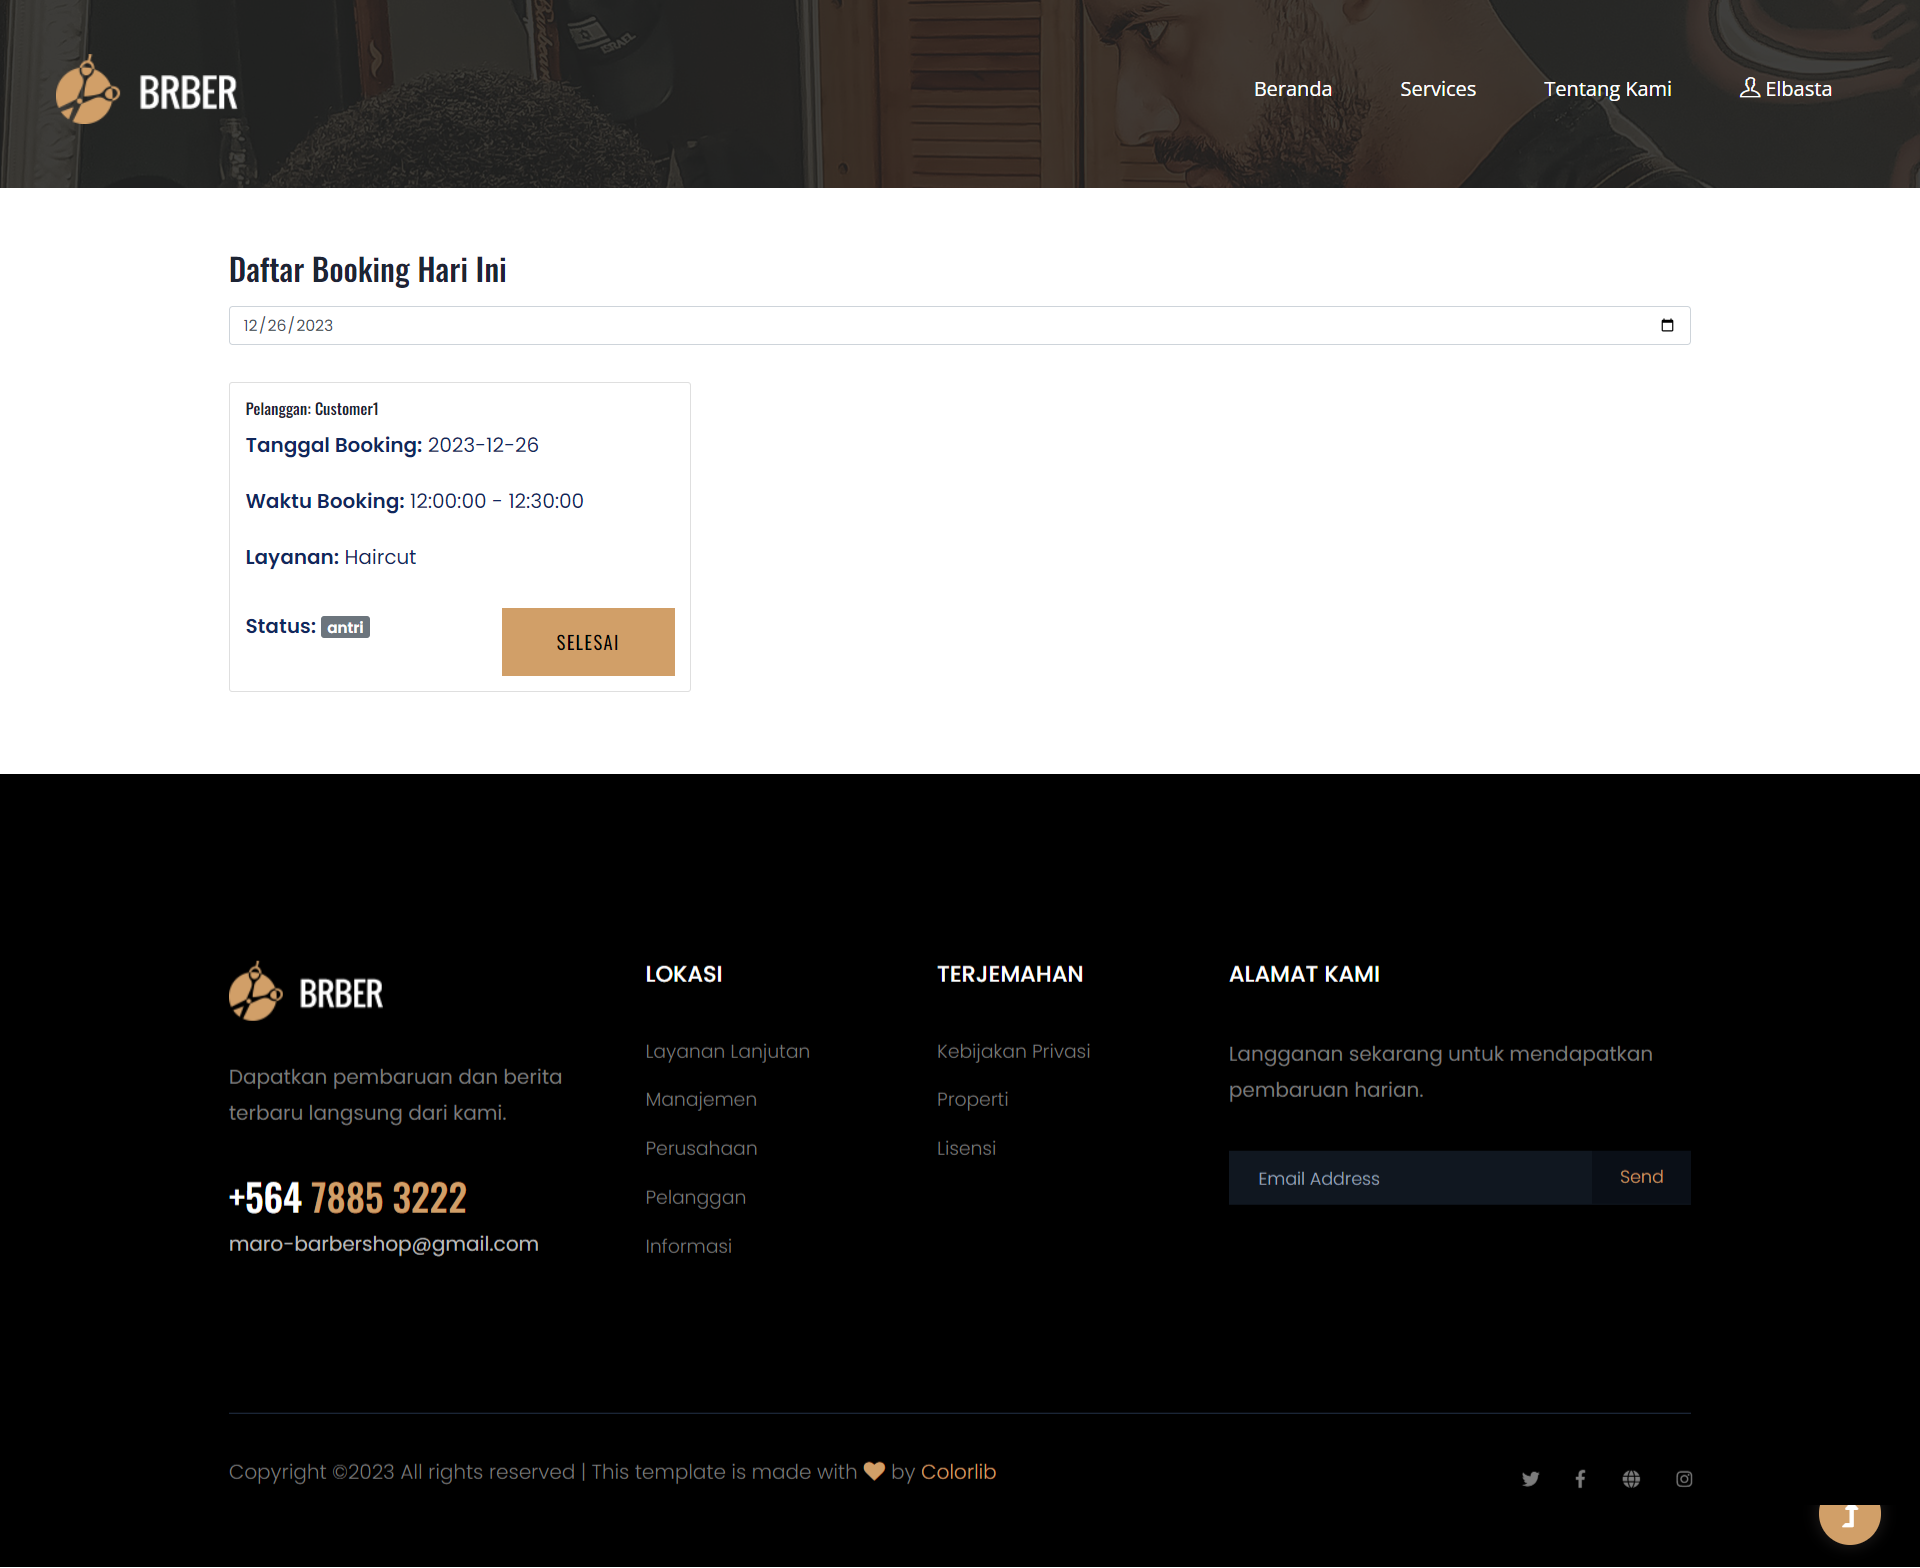 BRBER
Beranda
Services
Tentang Kami
Elbasta
ISRAEL
Daftar Booking Hari Ini
12/26/2023
Pelanggan: Customer1
Tanggal Booking: 2023-12-26
Waktu Booking: 12:00:00 - 12:30:00
Layanan: Haircut
Status: antri
SELESAI
BRBER
Dapatkan pembaruan dan berita
terbaru langsung dari kami.
+564 7885 3222
maro-barbershop@gmail.com
LOKASI
Layanan Lanjutan
Manajemen
Perusahaan
Pelanggan
Informasi
TERJEMAHAN
Kebijakan Privasi
Properti
Lisensi
ALAMAT KAMI
Langganan sekarang untuk mendapatkan
pembaruan harian.
Email Address
Send
Copyright ©2023 All rights reserved | This template is made with by Colorlib